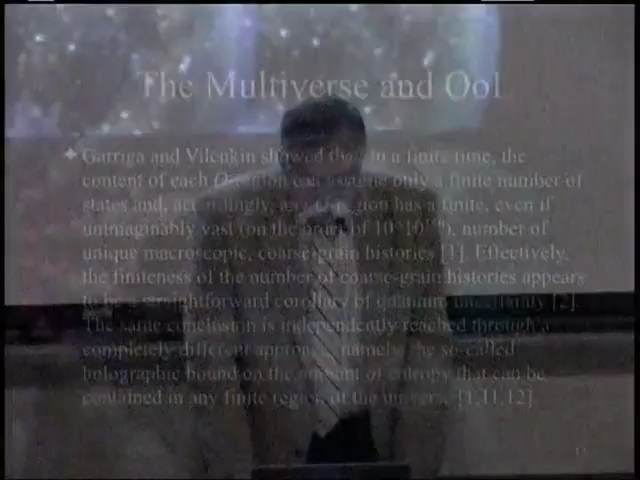 The Multiverse and Ool
Garriga and Vilenkin showed that in a finite time, the
content of each O-region can assume only a finite number of
states and, accordingly, any O-region has a finite, even if
unimaginably vast (on the order of), number of
unique macroscopic, coarse-grain histories [1]. Effectively,
the finiteness of the number of coarse-grain histories appears
to be a straightforward corollary of quantum uncertainty [2].
The same conclusion is independently reached through a
completely different approach, namely, the so-called
holographic bound on the amount of entropy that can be
contained in any finite region of the universe [1,11,12]